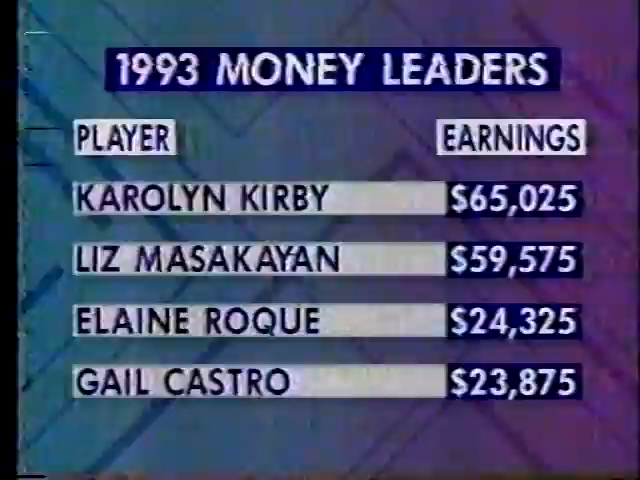 1993 MONEY LEADERS
PLAYER EARNINGS
KAROLYN KIRBY $65,025
LIZ MASAKAYAN $59,575
ELAINE ROQUE $24,325
GAIL CASTRO $23,875